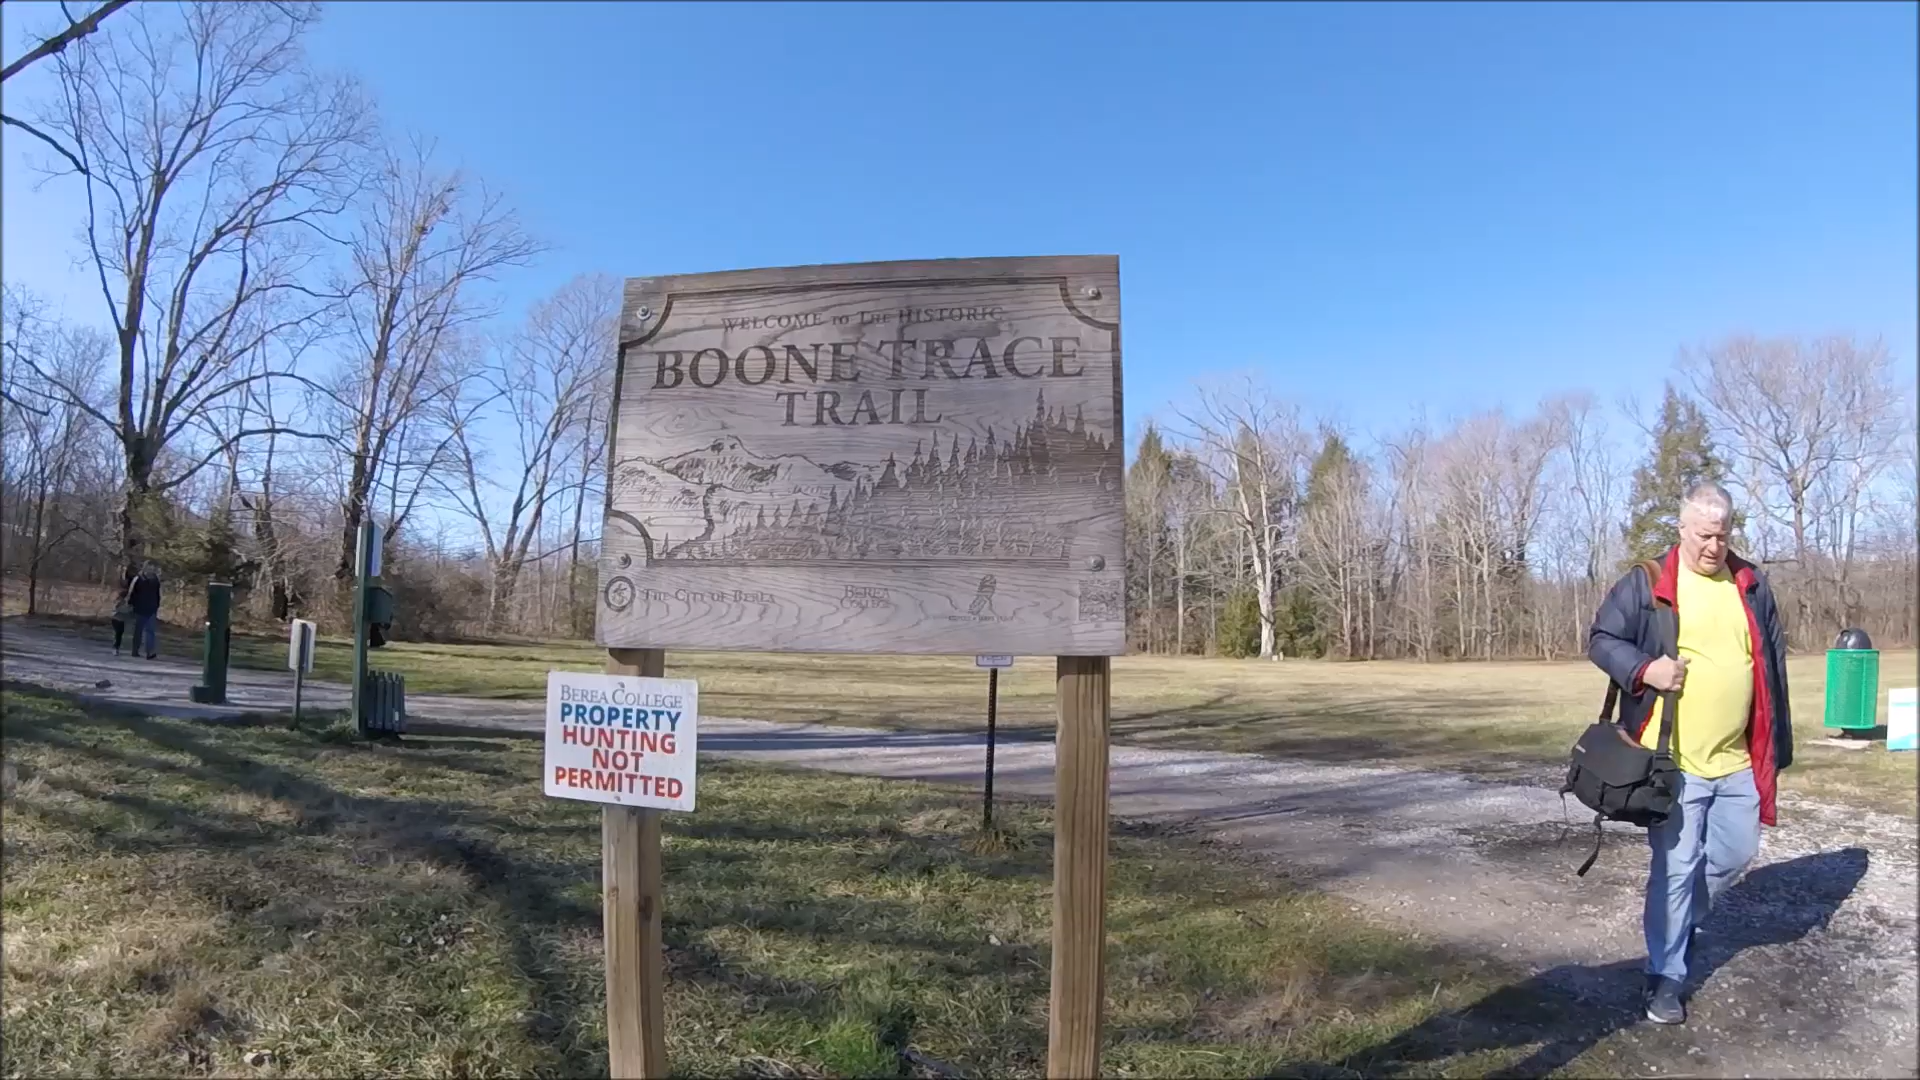 WELCOME TO THE HISTORIC
BOONE TRACE
TRAIL
THE CITY OF BEREA
BEREA
COLLEGE
BEREA COLLEGE
PROPERTY
HUNTING
NOT
PERMITTED